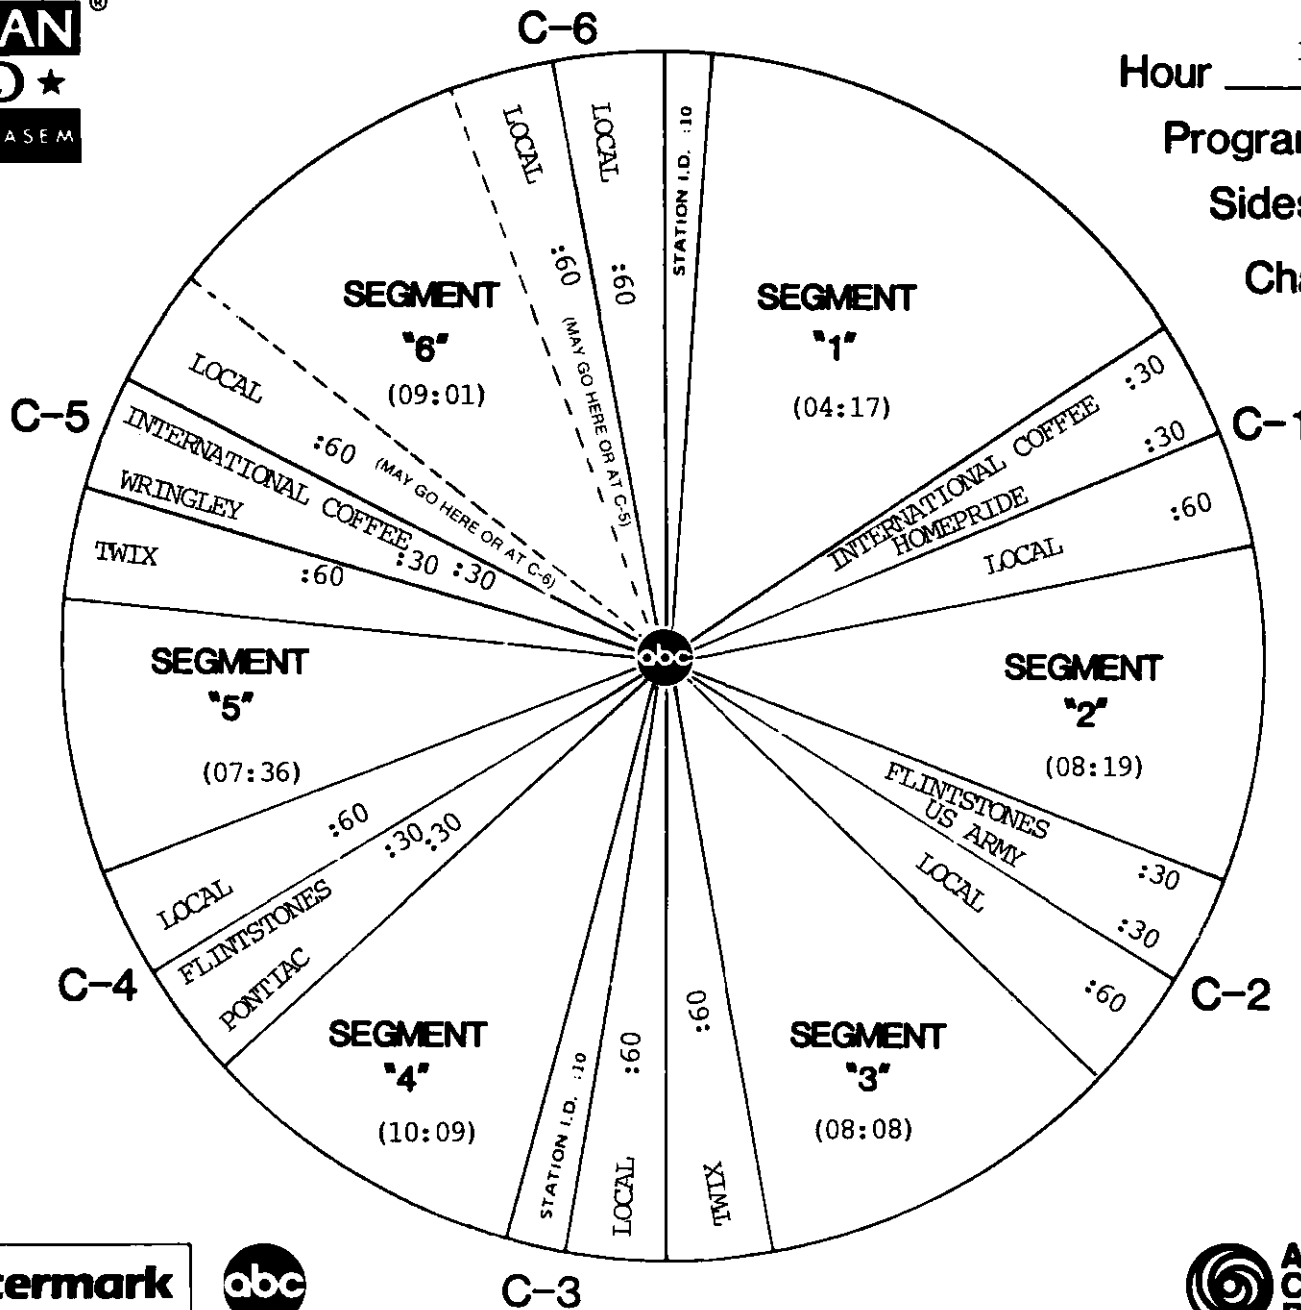 AN ®
ASEM
C-6
Hour
LOCAL :60
LOCAL :60
STATION I.D. :10
(MAY GO HERE OR AT C-5)
SEGMENT
"6"
(09:01)
SEGMENT
"1"
(04:17)
INTERNATIONAL COFFEE :30
HOMEPRIDE :30
C-1
LOCAL :60
C-5
LOCAL :60 (MAY GO HERE OR AT C-6)
INTERNATIONAL COFFEE :30
WRINGLEY :30
TWIX :60
abc
SEGMENT
"5"
(07:36)
SEGMENT
"2"
(08:19)
FLINTSTONES :30
US ARMY :30
LOCAL :60
C-2
LOCAL :60
FLINTSTONES :30
PONTIAC :30
C-4
SEGMENT
"4"
(10:09)
SEGMENT
"3"
(08:08)
STATION I.D. :10
LOCAL :60
TWIX :60
C-3
termark
abc